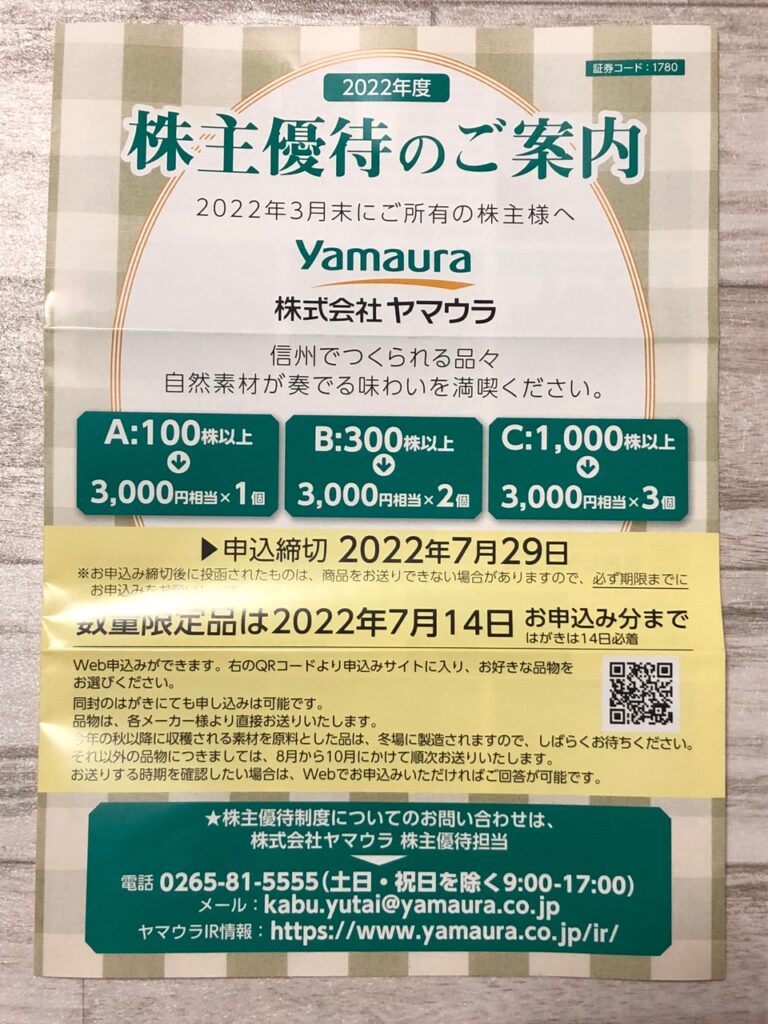 証券コード:1780
2022年度
株主優待のご案内
2022年3月末にご所有の株主様へ
Yamaura
株式会社 ヤマウラ
信州でつくられる品々
自然素材が奏でる味わいを満喫ください。
A:100株以上
3,000円相当×1個
B:300株以上
3,000円相当×2個
C:1,000株以上
3,000円相当×3個
▶申込締切 2022年7月29日
※お申込み締切後に投函されたものは、商品をお送りできない場合がありますので、必ず期限までに
お申込みを
数量限定品は2022年7月14日 お申込み分まで
はがきは14日必着
Web申込みができます。右のQRコードより申込みサイトに入り、お好きな品物を
お選びください。
同封のはがきにても申し込みは可能です。
品物は、各メーカー様より直接お送りいたします。
今年の秋以降に収穫される素材を原料とした品は、冬場に製造されますので、しばらくお待ちください。
それ以外の品物につきましては、8月から10月にかけて順次お送りいたします。
お送りする時期を確認したい場合は、Webでお申込みいただければご回答が可能です。
★株主優待制度についてのお問い合わせは、
株式会社ヤマウラ 株主優待担当
電話 0265-81-5555(土日・祝日を除く9:00-17:00)
メール:kabu.yutai@yamaura.co.jp
ヤマウラIR情報:https://www.yamaura.co.jp/ir/